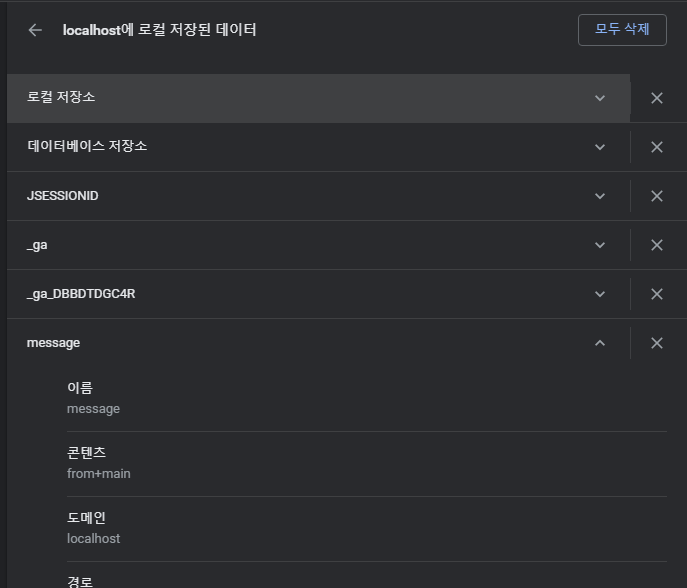 localhost에 로컬 저장된 데이터
모두 삭제
로컬 저장소
데이터베이스 저장소
JSESSIONID
_ga
_ga_DBBDTDGC4R
message
이름
message
콘텐츠
from+main
도메인
localhost
경로